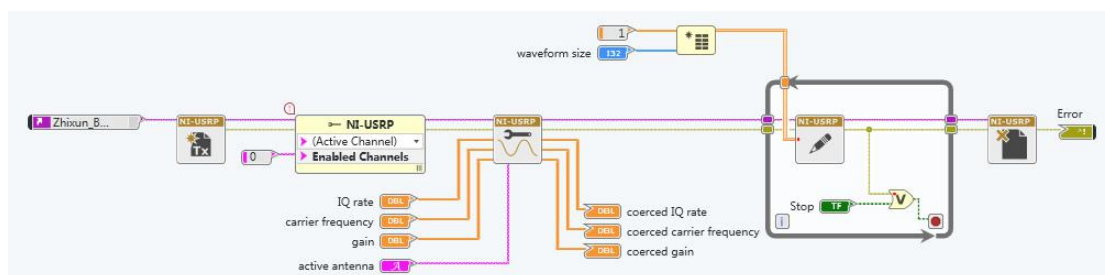 1
waveform size
I32
Zhixun_B...
NI-USRP
Tx
NI-USRP
(Active Channel)
Enabled Channels
0
NI-USRP
IQ rate
DBL
carrier frequency
DBL
gain
DBL
active antenna
DBL
coerced IQ rate
DBL
coerced carrier frequency
DBL
coerced gain
NI-USRP
Stop
TF
V
i
NI-USRP
Error